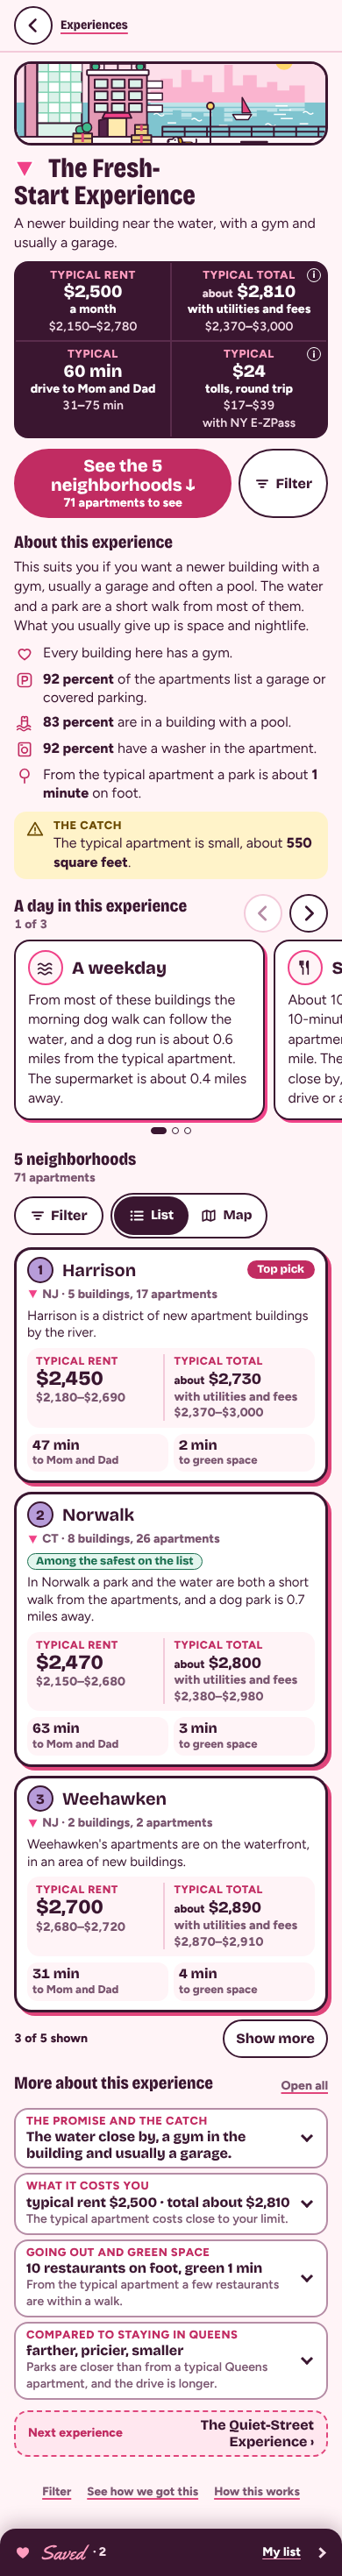 Experiences
▼ The Fresh-
Start Experience
A newer building near the water, with a gym and
usually a garage.
TYPICAL RENT
$2,500
a month
$2,150–$2,780
TYPICAL TOTAL
about $2,810
with utilities and fees
$2,370–$3,000
TYPICAL
60 min
drive to Mom and Dad
31–75 min
TYPICAL
$24
tolls, round trip
$17–$39
with NY E-ZPass
See the 5
neighborhoods ↓
71 apartments to see
Filter
About this experience
This suits you if you want a newer building with a
gym, usually a garage and often a pool. The water
and a park are a short walk from most of them.
What you usually give up is space and nightlife.
Every building here has a gym.
92 percent of the apartments list a garage or
covered parking.
83 percent are in a building with a pool.
92 percent have a washer in the apartment.
From the typical apartment a park is about 1
minute on foot.
THE CATCH
The typical apartment is small, about 550
square feet.
A day in this experience
1 of 3
A weekday
From most of these buildings the
morning dog walk can follow the
water, and a dog run is about 0.6
miles from the typical apartment.
The supermarket is about 0.4 miles
away.
S
About 10
10-minut
apartmen
mile. The
close by,
drive or a
5 neighborhoods
71 apartments
Filter
List
Map
1 Harrison
Top pick
▼ NJ · 5 buildings, 17 apartments
Harrison is a district of new apartment buildings
by the river.
TYPICAL RENT
$2,450
$2,180–$2,690
TYPICAL TOTAL
about $2,730
with utilities and fees
$2,370–$3,000
47 min
to Mom and Dad
2 min
to green space
2 Norwalk
▼ CT · 8 buildings, 26 apartments
Among the safest on the list
In Norwalk a park and the water are both a short
walk from the apartments, and a dog park is 0.7
miles away.
TYPICAL RENT
$2,470
$2,150–$2,680
TYPICAL TOTAL
about $2,800
with utilities and fees
$2,380–$2,980
63 min
to Mom and Dad
3 min
to green space
3 Weehawken
▼ NJ · 2 buildings, 2 apartments
Weehawken's apartments are on the waterfront,
in an area of new buildings.
TYPICAL RENT
$2,700
$2,680–$2,720
TYPICAL TOTAL
about $2,890
with utilities and fees
$2,870–$2,910
31 min
to Mom and Dad
4 min
to green space
3 of 5 shown
Show more
More about this experience
Open all
THE PROMISE AND THE CATCH
The water close by, a gym in the
building and usually a garage.
WHAT IT COSTS YOU
typical rent $2,500 · total about $2,810
The typical apartment costs close to your limit.
GOING OUT AND GREEN SPACE
10 restaurants on foot, green 1 min
From the typical apartment a few restaurants
are within a walk.
COMPARED TO STAYING IN QUEENS
farther, pricier, smaller
Parks are closer than from a typical Queens
apartment, and the drive is longer.
Next experience
The Quiet-Street
Experience ›
Filter
See how we got this
How this works
Saved · 2
My list